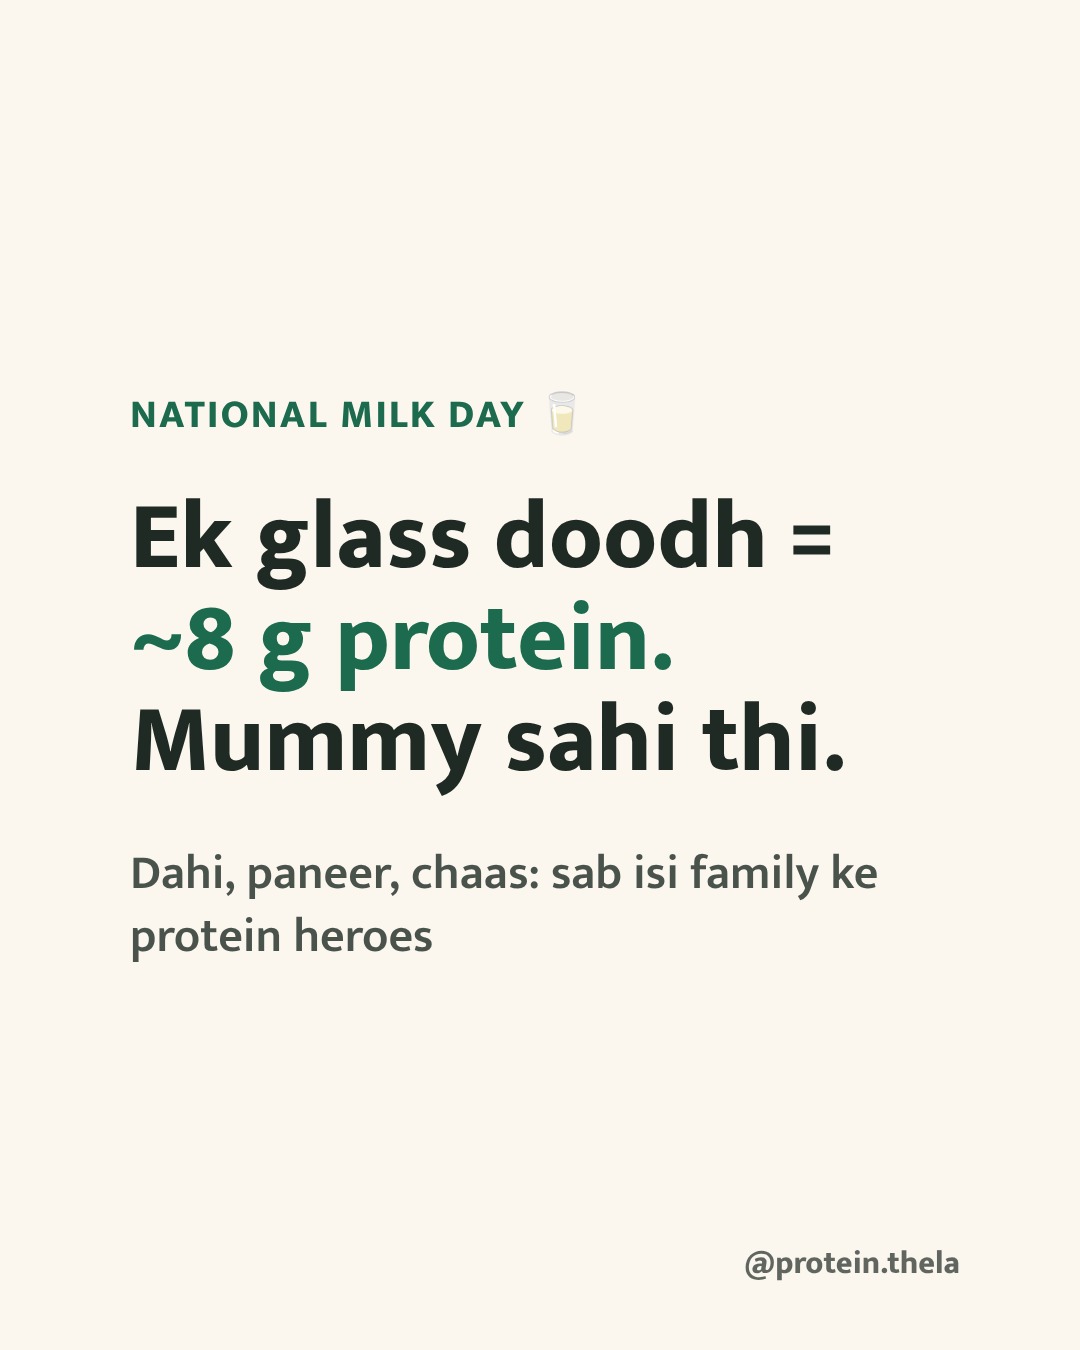 NATIONAL MILK DAY 🥛
Ek glass doodh =
~8 g protein.
Mummy sahi thi.
Dahi, paneer, chaas: sab isi family ke
protein heroes
@protein.thela